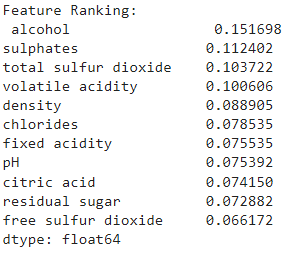 Feature Ranking:
alcohol 0.151698
sulphates 0.112402
total sulfur dioxide 0.103722
volatile acidity 0.100606
density 0.088905
chlorides 0.078535
fixed acidity 0.075535
pH 0.075392
citric acid 0.074150
residual sugar 0.072882
free sulfur dioxide 0.066172
dtype: float64